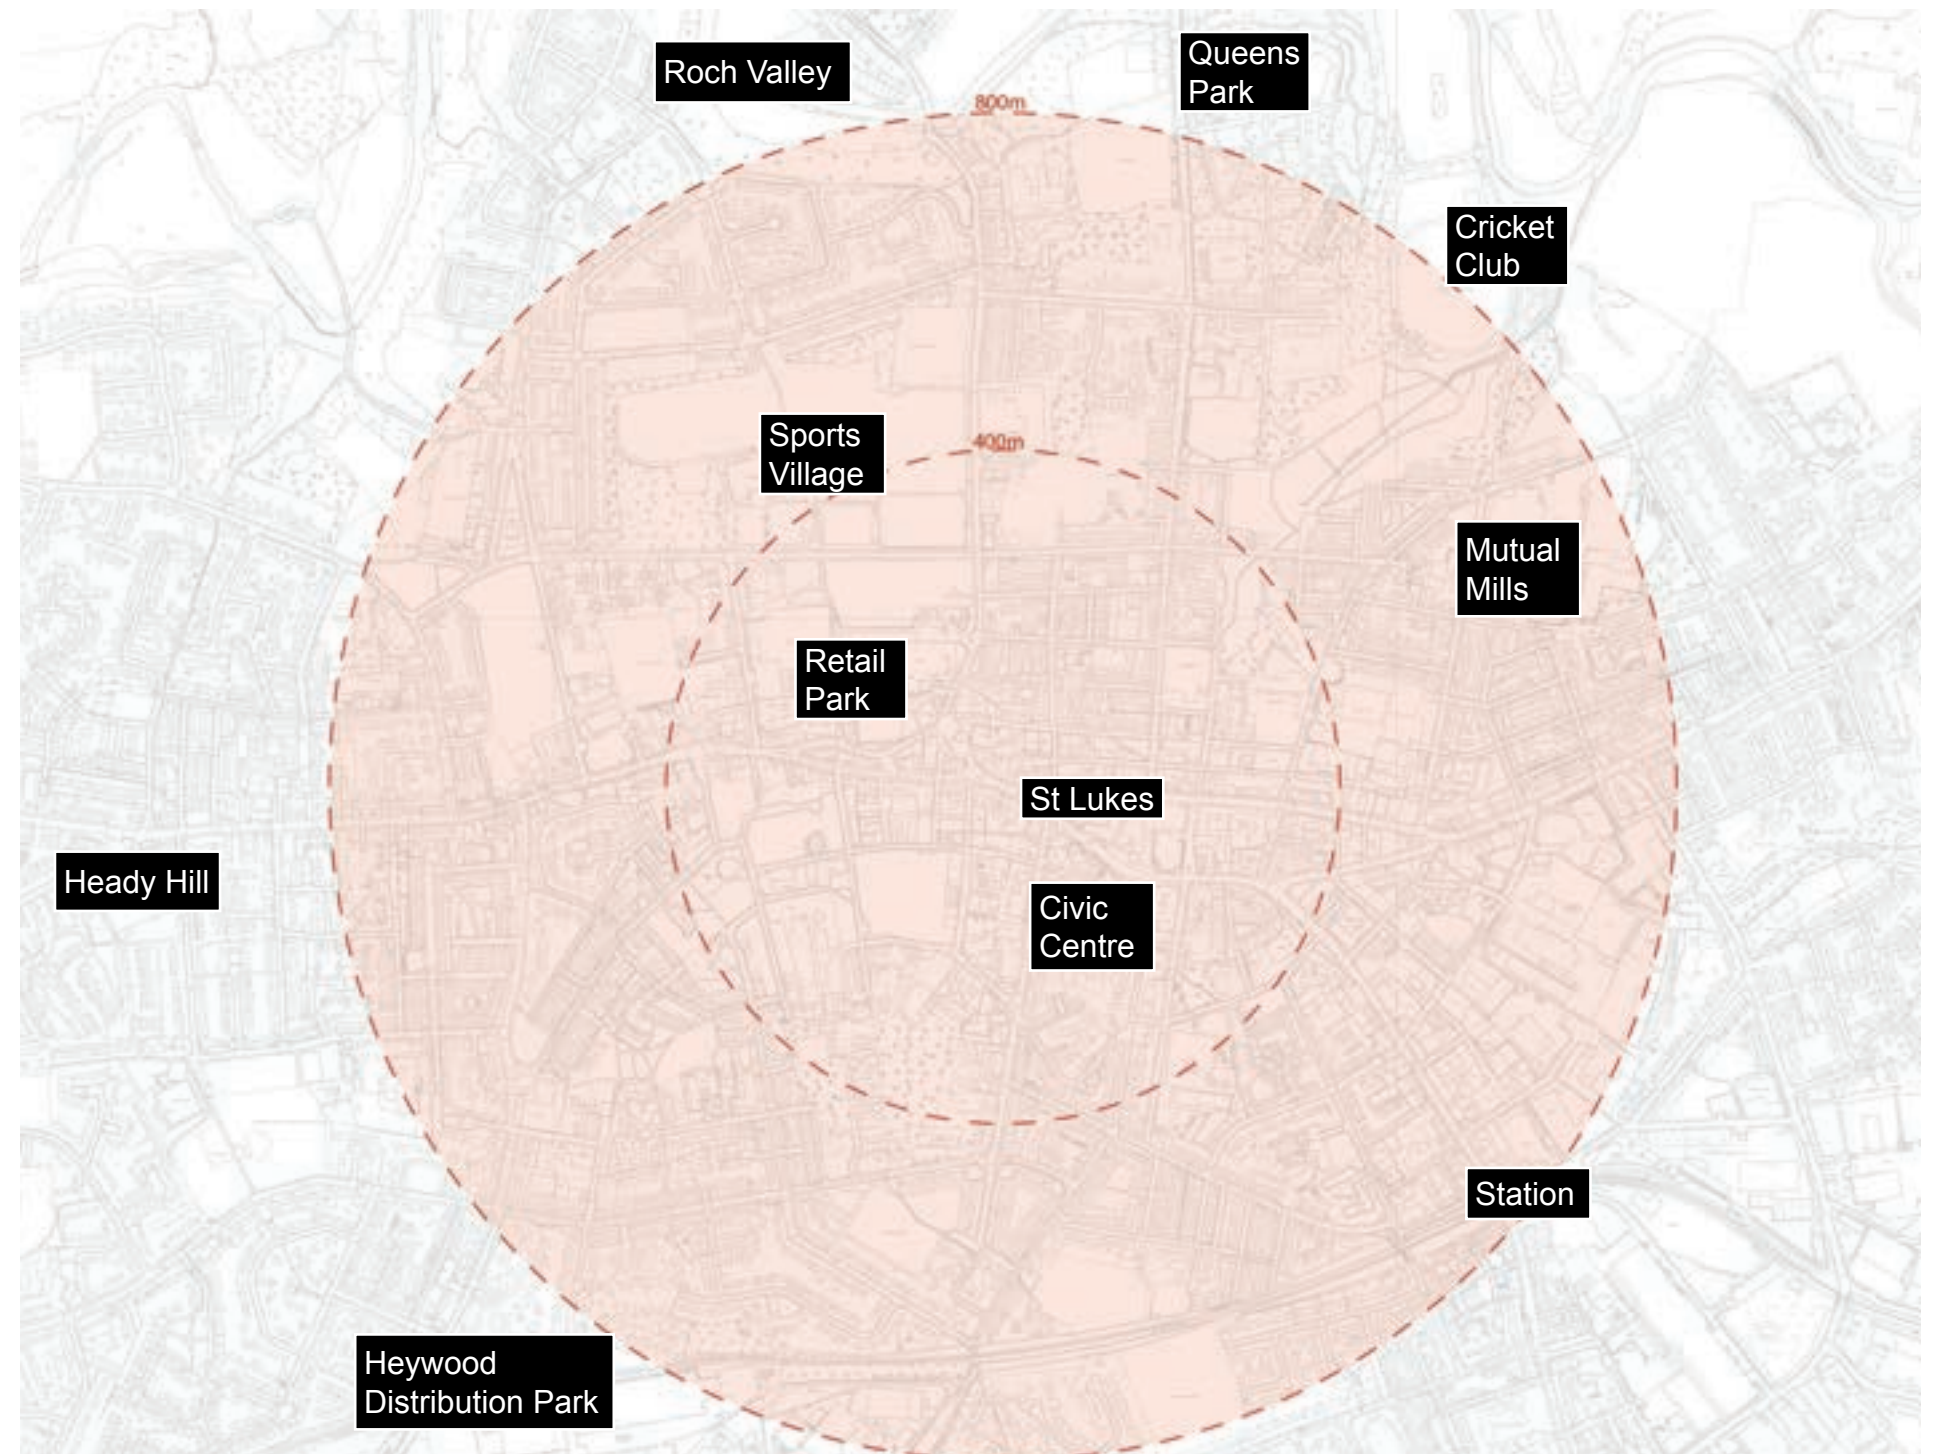 Roch Valley
Queens
Park
800m
Cricket
Club
Sports
Village
400m
Mutual
Mills
Retail
Park
St Lukes
Heady Hill
Civic
Centre
Station
Heywood
Distribution Park